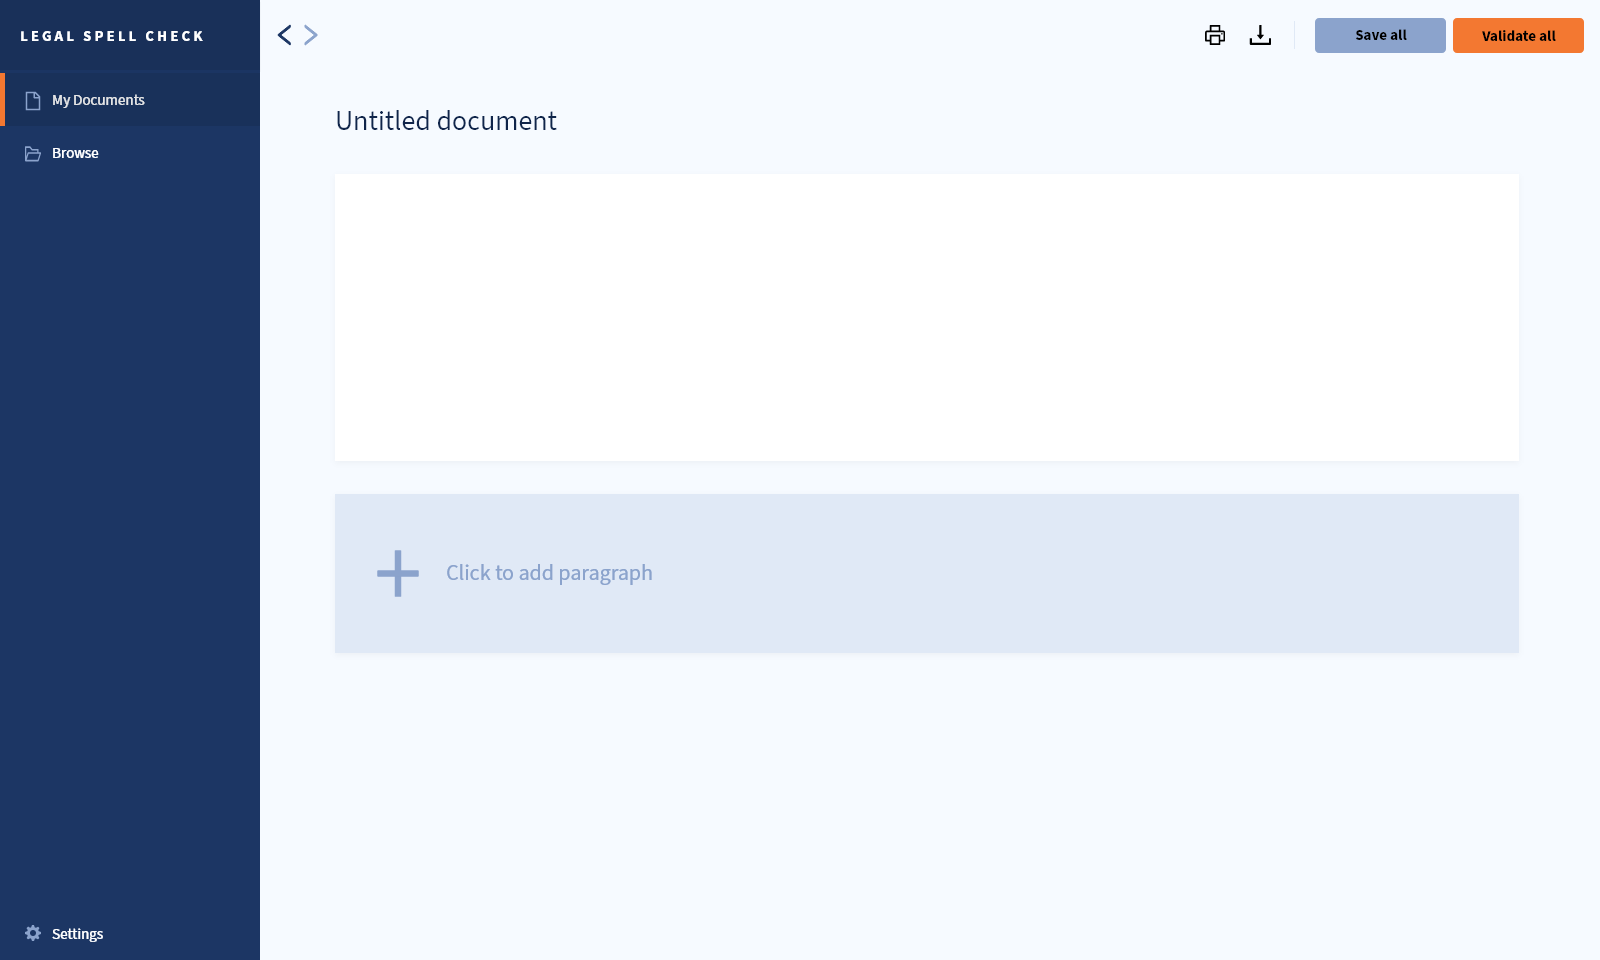 LEGAL SPELL CHECK
My Documents
Browse
Settings
Save all
Validate all
Untitled document
Click to add paragraph